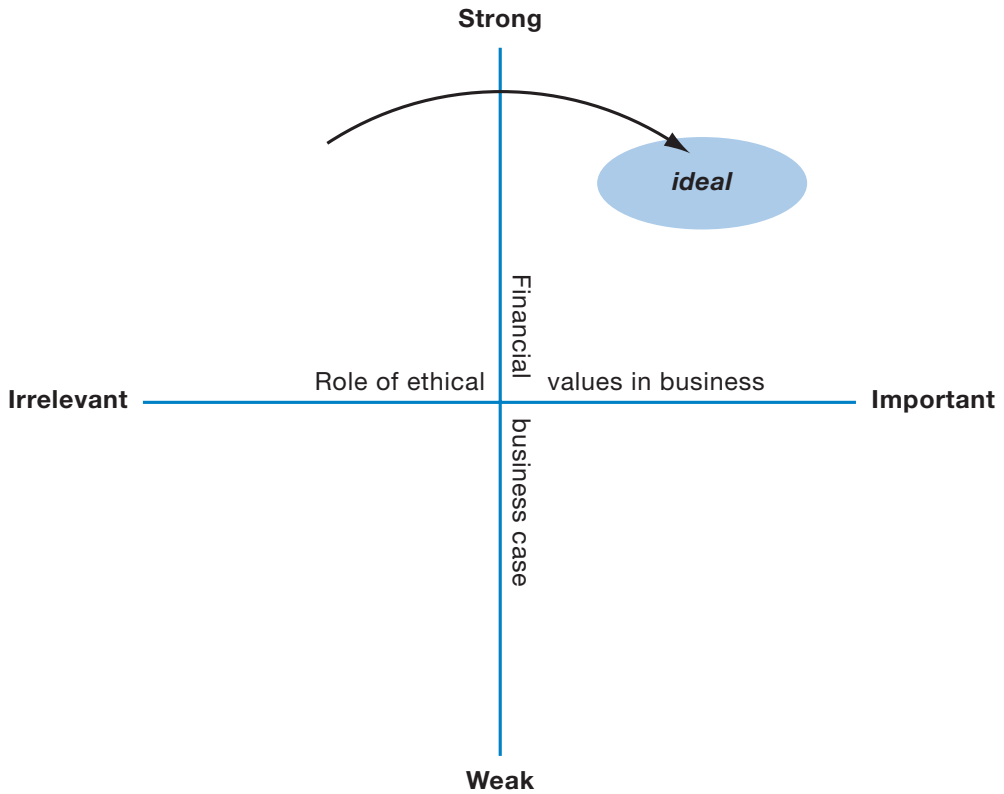 Strong
ideal
Financial
Role of ethical values in business
Irrelevant
Important
business case
Weak